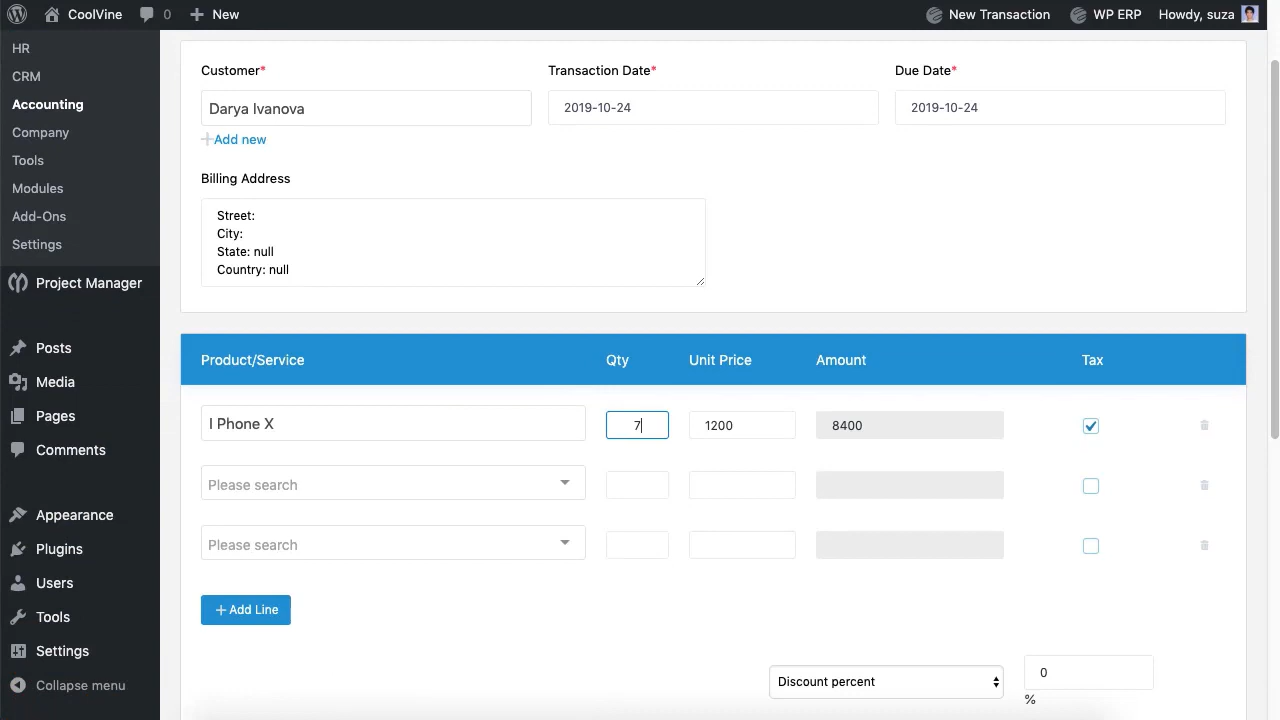 CoolVine 0 New New Transaction WP ERP Howdy, suza
HR
CRM
Accounting
Company
Tools
Modules
Add-Ons
Settings
Project Manager
Posts
Media
Pages
Comments
Appearance
Plugins
Users
Tools
Settings
Collapse menu
Customer* Transaction Date* Due Date*
Darya Ivanova 2019-10-24 2019-10-24
Add new
Billing Address
Street:
City:
State: null
Country: null
Product/Service Qty Unit Price Amount Tax
I Phone X 7 1200 8400
Please search
Please search
Add Line
Discount percent 0
%